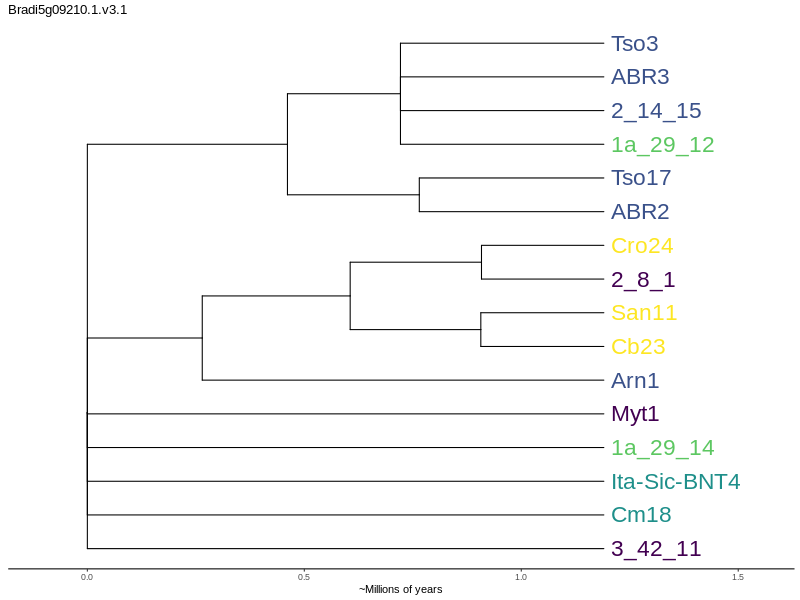 Bradi5g09210.1.v3.1
Tso3
ABR3
2_14_15
1a_29_12
Tso17
ABR2
Cro24
2_8_1
San11
Cb23
Arn1
Myt1
1a_29_14
Ita-Sic-BNT4
Cm18
3_42_11
0.0 0.5 1.0 1.5
~Millions of years